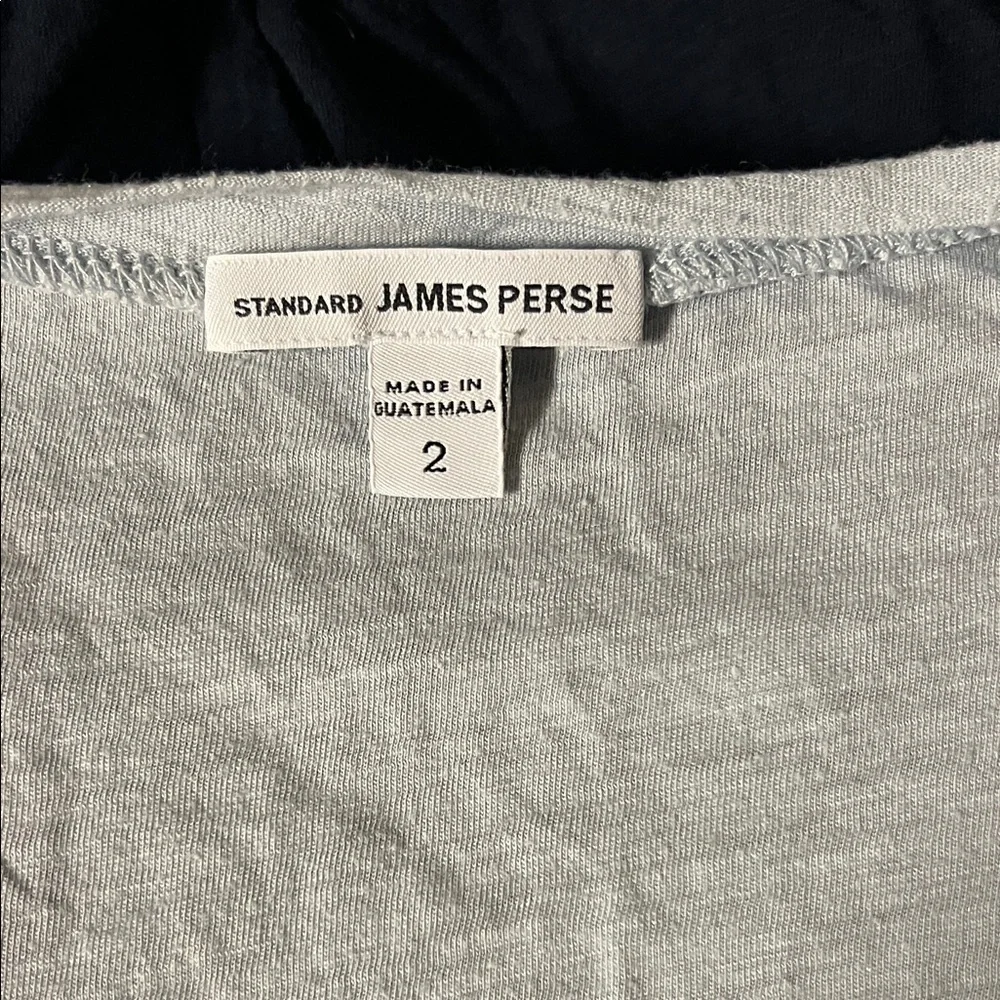 STANDARD JAMES PERSE
MADE IN
GUATEMALA
2